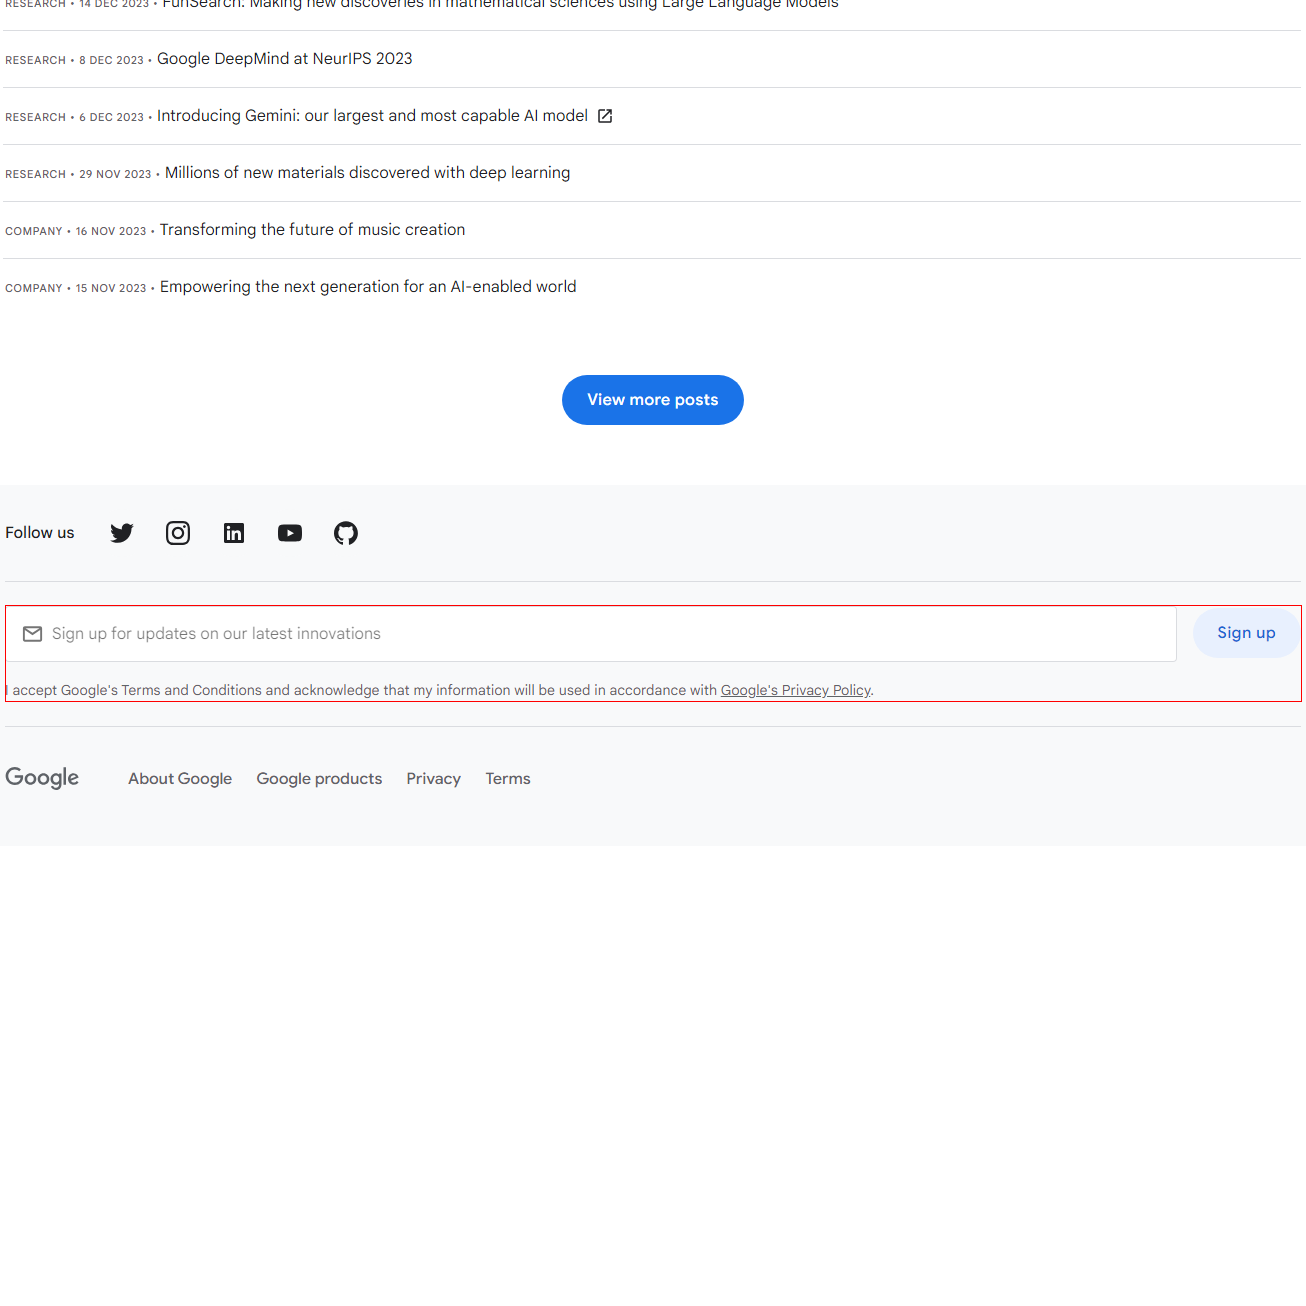 RESEARCH • 14 DEC 2023 • FunSearch: Making new discoveries in mathematical sciences using Large Language Models
RESEARCH • 8 DEC 2023 • Google DeepMind at NeurIPS 2023
RESEARCH • 6 DEC 2023 • Introducing Gemini: our largest and most capable AI model
RESEARCH • 29 NOV 2023 • Millions of new materials discovered with deep learning
COMPANY • 16 NOV 2023 • Transforming the future of music creation
COMPANY • 15 NOV 2023 • Empowering the next generation for an AI-enabled world
View more posts
Follow us
Sign up for updates on our latest innovations
Sign up
I accept Google's Terms and Conditions and acknowledge that my information will be used in accordance with Google's Privacy Policy.
Google About Google Google products Privacy Terms